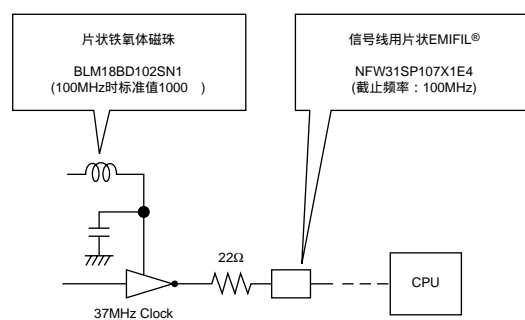 片状铁氧体磁珠
BLM18BD102SN1
(100MHz时标准值1000 )
信号线用片状EMIFIL®
NFW31SP107X1E4
(截止频率：100MHz)
22Ω
CPU
37MHz Clock